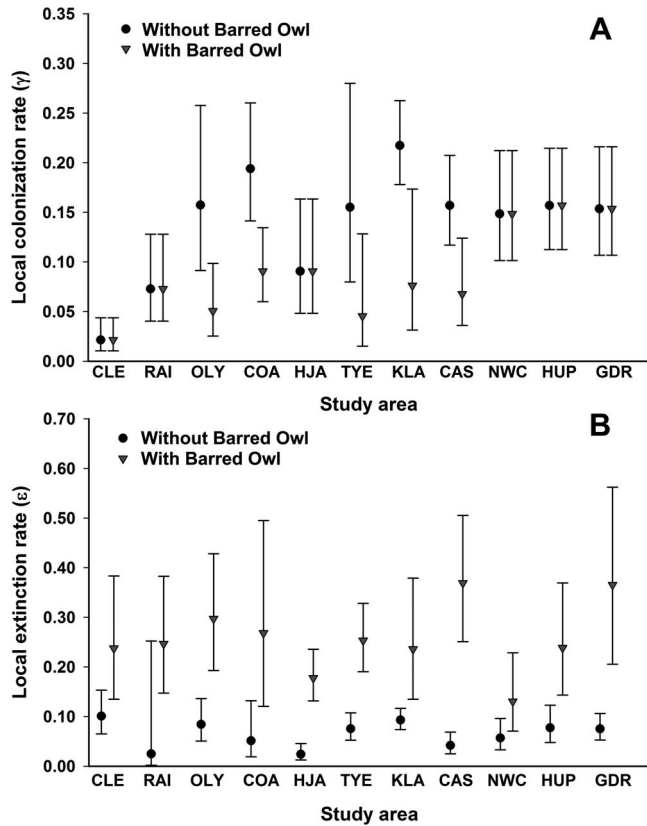 A
Without Barred Owl
With Barred Owl
Local colonization rate (γ)
0.35
0.30
0.25
0.20
0.15
0.10
0.05
0.00
CLE RAI OLY COA HJA TYE KLA CAS NWC HUP GDR
Study area
B
Without Barred Owl
With Barred Owl
Local extinction rate (ε)
0.70
0.60
0.50
0.40
0.30
0.20
0.10
0.00
CLE RAI OLY COA HJA TYE KLA CAS NWC HUP GDR
Study area